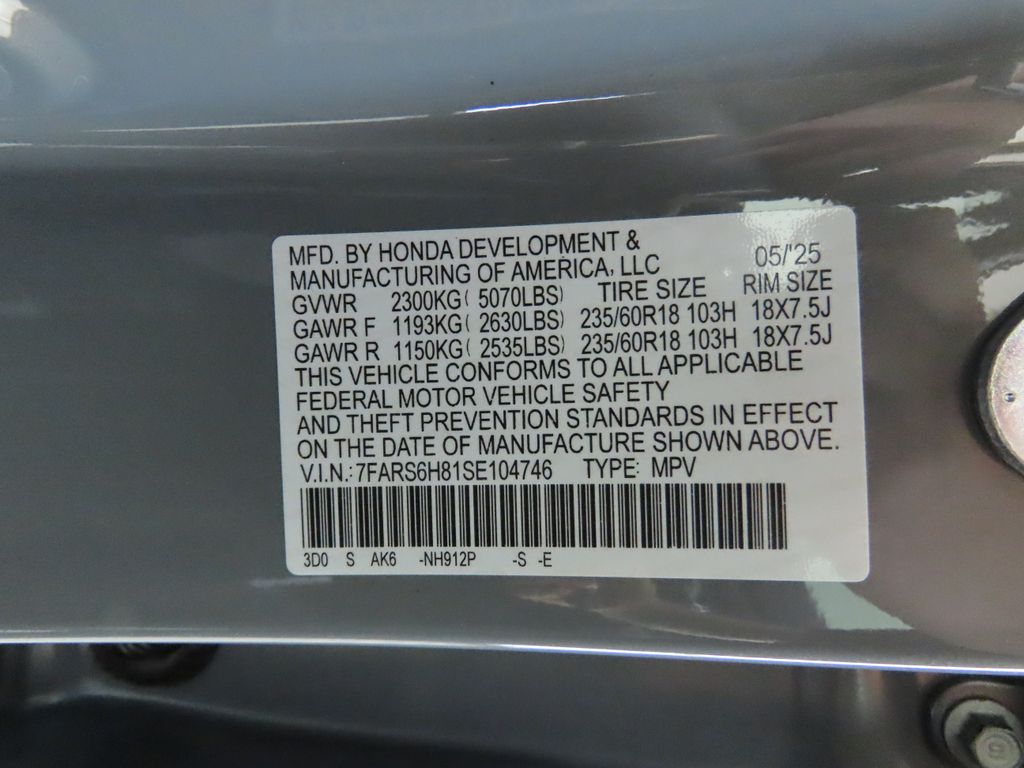 MFD. BY HONDA DEVELOPMENT &
MANUFACTURING OF AMERICA, LLC 05/'25
GVWR 2300KG( 5070LBS) TIRE SIZE RIM SIZE
GAWR F 1193KG( 2630LBS) 235/60R18 103H 18X7.5J
GAWR R 1150KG( 2535LBS) 235/60R18 103H 18X7.5J
THIS VEHICLE CONFORMS TO ALL APPLICABLE
FEDERAL MOTOR VEHICLE SAFETY
AND THEFT PREVENTION STANDARDS IN EFFECT
ON THE DATE OF MANUFACTURE SHOWN ABOVE.
V.I.N.: 7FARS6H81SE104746 TYPE: MPV
3D0 S AK6 -NH912P -S -E